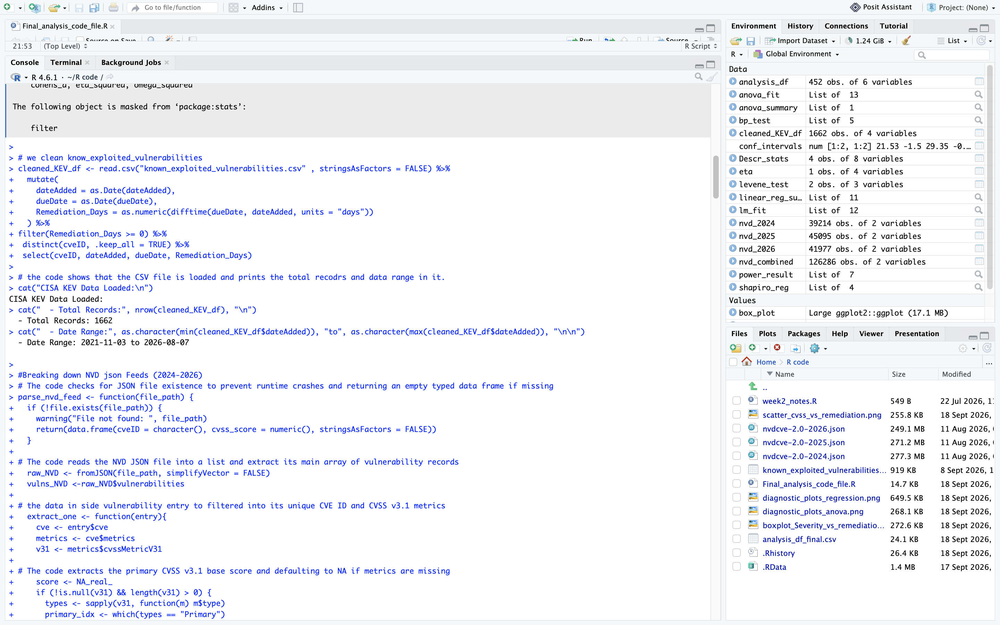 Go to file/function
Addins
Posit Assistant
Project: (None)
Final_analysis_code_file.R
Source on Save
Run
Source
21:53
(Top Level)
R Script
Console
Terminal
Background Jobs
R 4.6.1 · ~/R code /
cohens_d, eta_squared, omega_squared
The following object is masked from ‘package:stats’:
filter
>
> # we clean know_exploited_vulnerabilities
> cleaned_KEV_df <- read.csv("known_exploited_vulnerabilities.csv" , stringsAsFactors = FALSE) %>%
+   mutate(
+     dateAdded = as.Date(dateAdded),
+     dueDate = as.Date(dueDate),
+     Remediation_Days = as.numeric(difftime(dueDate, dateAdded, units = "days"))
+   ) %>%
+ filter(Remediation_Days >= 0) %>%
+  distinct(cveID, .keep_all = TRUE) %>%
+  select(cveID, dateAdded, dueDate, Remediation_Days)
>
> # the code shows that the CSV file is loaded and prints the total recodrs and data range in it.
> cat("CISA KEV Data Loaded:\n")
CISA KEV Data Loaded:
> cat("  - Total Records:", nrow(cleaned_KEV_df), "\n")
  - Total Records: 1662
> cat("  - Date Range:", as.character(min(cleaned_KEV_df$dateAdded)), "to", as.character(max(cleaned_KEV_df$dateAdded)), "\n\n")
  - Date Range: 2021-11-03 to 2026-08-07
>
> #Breaking down NVD json Feeds (2024-2026)
> # The code checks for JSON file existence to prevent runtime crashes and returning an empty typed data frame if missing
> parse_nvd_feed <- function(file_path) {
+   if (!file.exists(file_path)) {
+     warning("File not found: ", file_path)
+     return(data.frame(cveID = character(), cvss_score = numeric(), stringsAsFactors = FALSE))
+   }
+
+ # The code reads the NVD JSON file into a list and extract its main array of vulnerability records
+   raw_NVD <- fromJSON(file_path, simplifyVector = FALSE)
+   vulns_NVD <-raw_NVD$vulnerabilities
+
+ # the data in side vulnerability entry to filtered into its unique CVE ID and CVSS v3.1 metrics
+   extract_one <- function(entry){
+     cve <- entry$cve
+     metrics <- cve$metrics
+     v31 <- metrics$cvssMetricV31
+
+ # The code extracts the primary CVSS v3.1 base score and defaulting to NA if metrics are missing
+     score <- NA_real_
+     if (!is.null(v31) && length(v31) > 0) {
+       types <- sapply(v31, function(m) m$type)
+       primary_idx <- which(types == "Primary")
Environment
History
Connections
Tutorial
Import Dataset
1.24 GiB
List
R
Global Environment
Data
analysis_df 452 obs. of 6 variables
anova_fit List of  13
anova_summary List of  1
bp_test List of  5
cleaned_KEV_df 1662 obs. of 4 variables
conf_intervals num [1:2, 1:2] 21.53 -1.5 29.35 -0.…
Descr_stats 4 obs. of 8 variables
eta 1 obs. of 4 variables
levene_test 2 obs. of 3 variables
linear_reg_su… List of  11
lm_fit List of  12
nvd_2024 39214 obs. of 2 variables
nvd_2025 45095 obs. of 2 variables
nvd_2026 41977 obs. of 2 variables
nvd_combined 126286 obs. of 2 variables
power_result List of  7
shapiro_reg List of  4
Values
box_plot Large ggplot2::ggplot (17.1 MB)
Files
Plots
Packages
Help
Viewer
Presentation
Home
R code
...
Name Size Modified
..
week2_notes.R 549 B 22 Jul 2026, 1
scatter_cvss_vs_remediation.png 255.8 KB 18 Sept 2026,
nvdcve-2.0-2026.json 249.1 MB 11 Aug 2026,
nvdcve-2.0-2025.json 271.2 MB 11 Aug 2026,
nvdcve-2.0-2024.json 277.3 MB 11 Aug 2026,
known_exploited_vulnerabilities… 919 KB 8 Sept 2026, 1
Final_analysis_code_file.R 14.7 KB 18 Sept 2026,
diagnostic_plots_regression.png 649.5 KB 18 Sept 2026,
diagnostic_plots_anova.png 268.1 KB 18 Sept 2026,
boxplot_Severity_vs_remediatio… 272.6 KB 18 Sept 2026,
analysis_df_final.csv 24.1 KB 18 Sept 2026,
.Rhistory 26.4 KB 18 Sept 2026,
.RData 1.4 MB 17 Sept 2026,